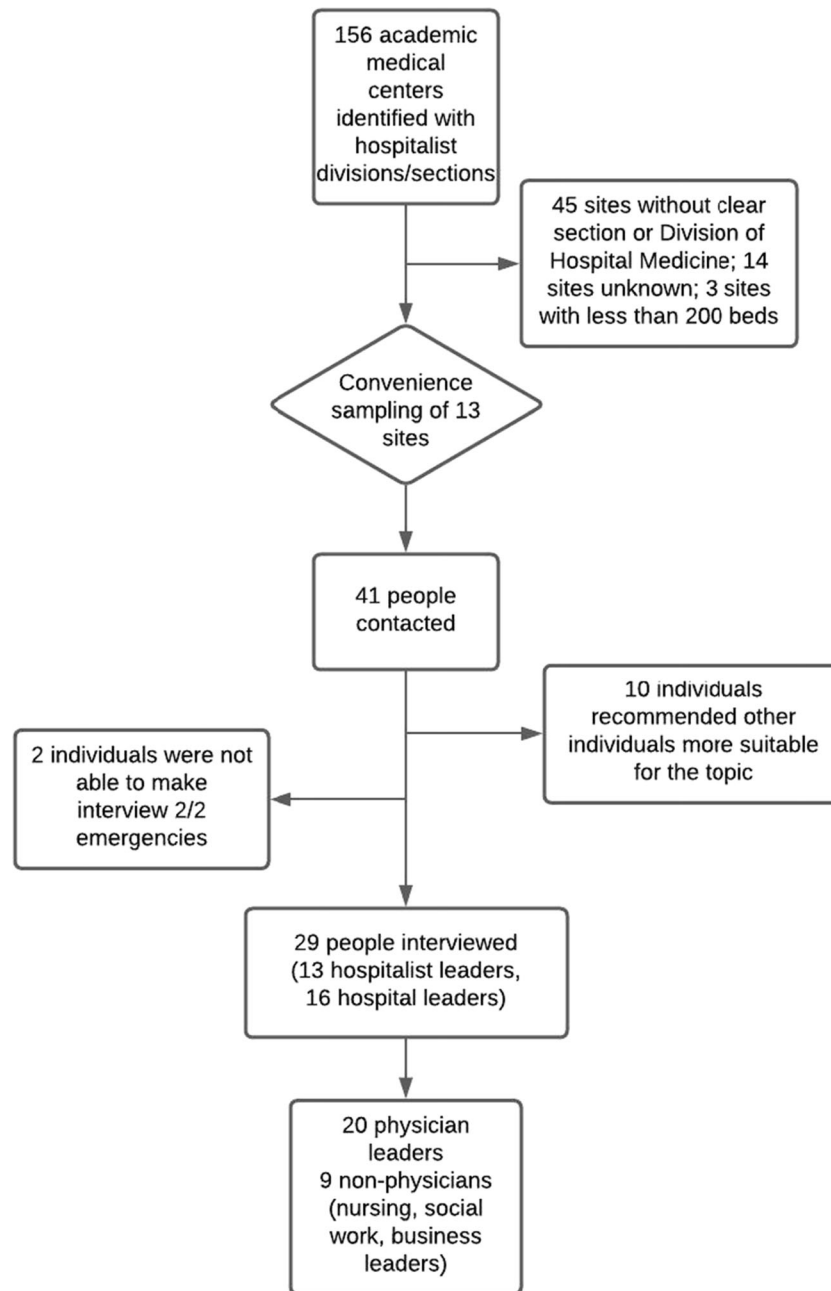 156 academic
medical
centers
identified with
hospitalist
divisions/sections
45 sites without clear
section or Division of
Hospital Medicine; 14
sites unknown; 3 sites
with less than 200 beds
Convenience
sampling of 13
sites
41 people
contacted
10 individuals
recommended other
individuals more suitable
for the topic
2 individuals were not
able to make
interview 2/2
emergencies
29 people interviewed
(13 hospitalist leaders,
16 hospital leaders)
20 physician
leaders
9 non-physicians
(nursing, social
work, business
leaders)